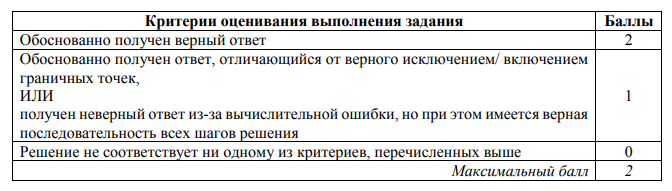 Критерии оценивания выполнения задания Баллы
Обоснованно получен верный ответ 2
Обоснованно получен ответ, отличающийся от верного исключением/ включением
граничных точек,
ИЛИ 1
получен неверный ответ из-за вычислительной ошибки, но при этом имеется верная
последовательность всех шагов решения
Решение не соответствует ни одному из критериев, перечисленных выше 0
Максимальный балл 2